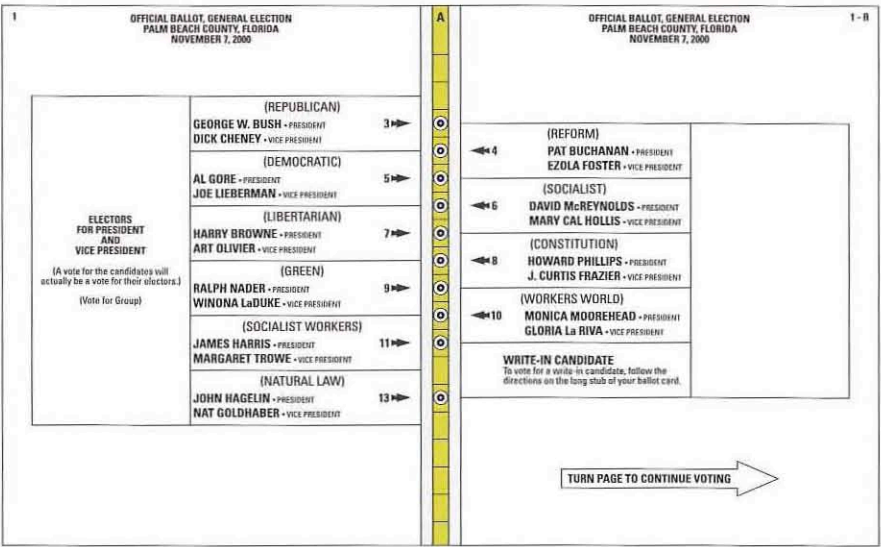 1
OFFICIAL BALLOT, GENERAL ELECTION
PALM BEACH COUNTY, FLORIDA
NOVEMBER 7, 2000
ELECTORS
FOR PRESIDENT
AND
VICE PRESIDENT
(A vote for the candidates will
actually be a vote for their electors.)
(Vote for Group)
(REPUBLICAN)
GEORGE W. BUSH • PRESIDENT 3
DICK CHENEY • VICE PRESIDENT
(DEMOCRATIC)
AL GORE • PRESIDENT 5
JOE LIEBERMAN • VICE PRESIDENT
(LIBERTARIAN)
HARRY BROWNE • PRESIDENT 7
ART OLIVIER • VICE PRESIDENT
(GREEN)
RALPH NADER • PRESIDENT 9
WINONA LaDUKE • VICE PRESIDENT
(SOCIALIST WORKERS)
JAMES HARRIS • PRESIDENT 11
MARGARET TROWE • VICE PRESIDENT
(NATURAL LAW)
JOHN HAGELIN • PRESIDENT 13
NAT GOLDHABER • VICE PRESIDENT
A
OFFICIAL BALLOT, GENERAL ELECTION
PALM BEACH COUNTY, FLORIDA
NOVEMBER 7, 2000
1-B
(REFORM)
4 PAT BUCHANAN • PRESIDENT
EZOLA FOSTER • VICE PRESIDENT
(SOCIALIST)
6 DAVID McREYNOLDS • PRESIDENT
MARY CAL HOLLIS • VICE PRESIDENT
(CONSTITUTION)
8 HOWARD PHILLIPS • PRESIDENT
J. CURTIS FRAZIER • VICE PRESIDENT
(WORKERS WORLD)
10 MONICA MOOREHEAD • PRESIDENT
GLORIA La RIVA • VICE PRESIDENT
WRITE-IN CANDIDATE
To vote for a write-in candidate, follow the
directions on the long stub of your ballot card.
TURN PAGE TO CONTINUE VOTING